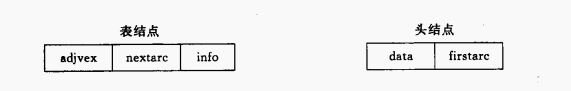 表结点
头结点
adjvex nextarc info
data firstarc